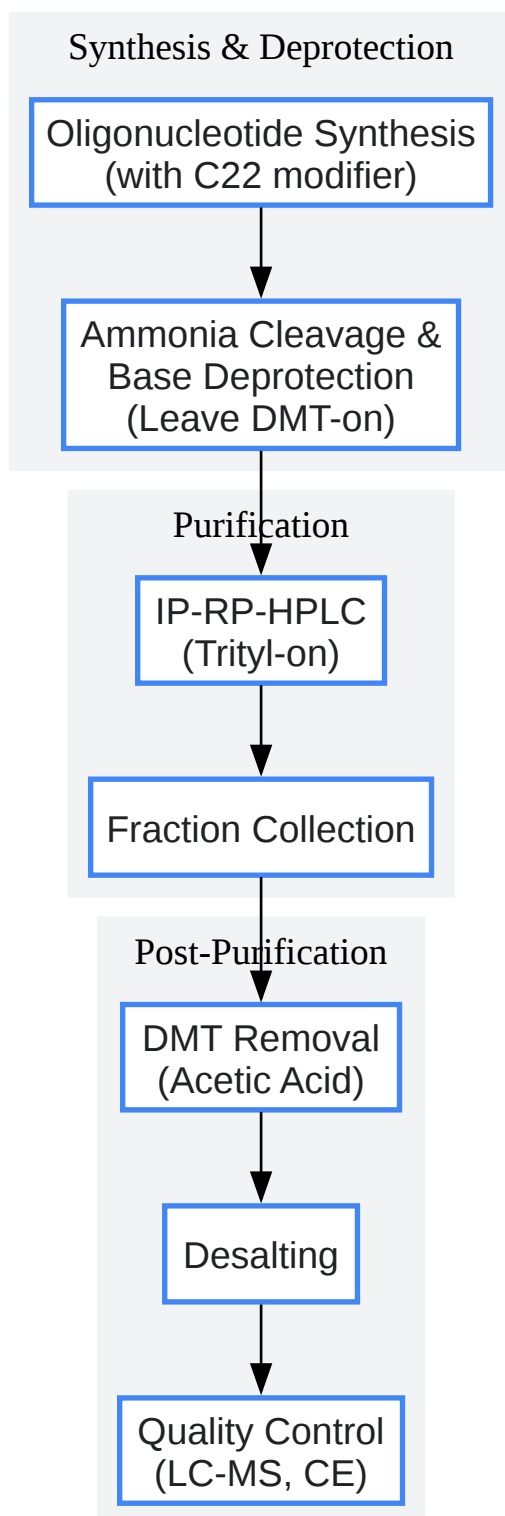 Synthesis & Deprotection
Oligonucleotide Synthesis
(with C22 modifier)
Ammonia Cleavage &
Base Deprotection
(Leave DMT-on)
Purification
IP-RP-HPLC
(Trityl-on)
Fraction Collection
Post-Purification
DMT Removal
(Acetic Acid)
Desalting
Quality Control
(LC-MS, CE)